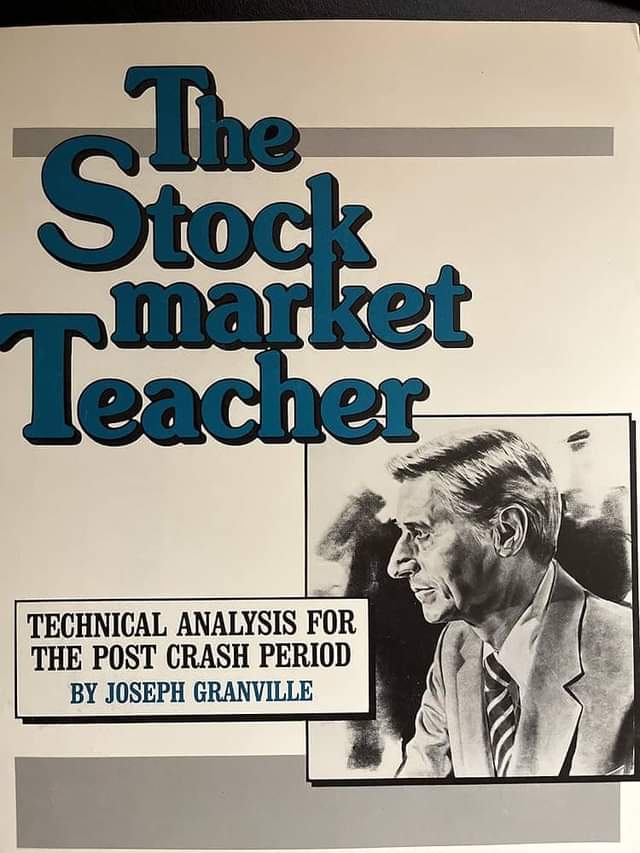 The
Stock
market
Teacher
TECHNICAL ANALYSIS FOR
THE POST CRASH PERIOD
BY JOSEPH GRANVILLE